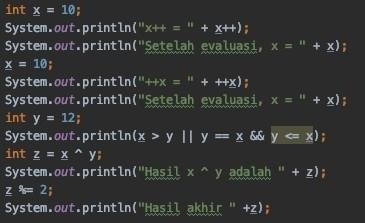 int x = 10;
System.out.println("x++ = " + x++);
System.out.println("Setelah evaluasi, x = " + x);
x = 10;
System.out.println("++x = " + ++x);
System.out.println("Setelah evaluasi, x = " + x);
int y = 12;
System.out.println(x > y || y == x && y <= x);
int z = x ^ y;
System.out.println("Hasil x ^ y adalah " + z);
z %= 2;
System.out.println("Hasil akhir " +z);